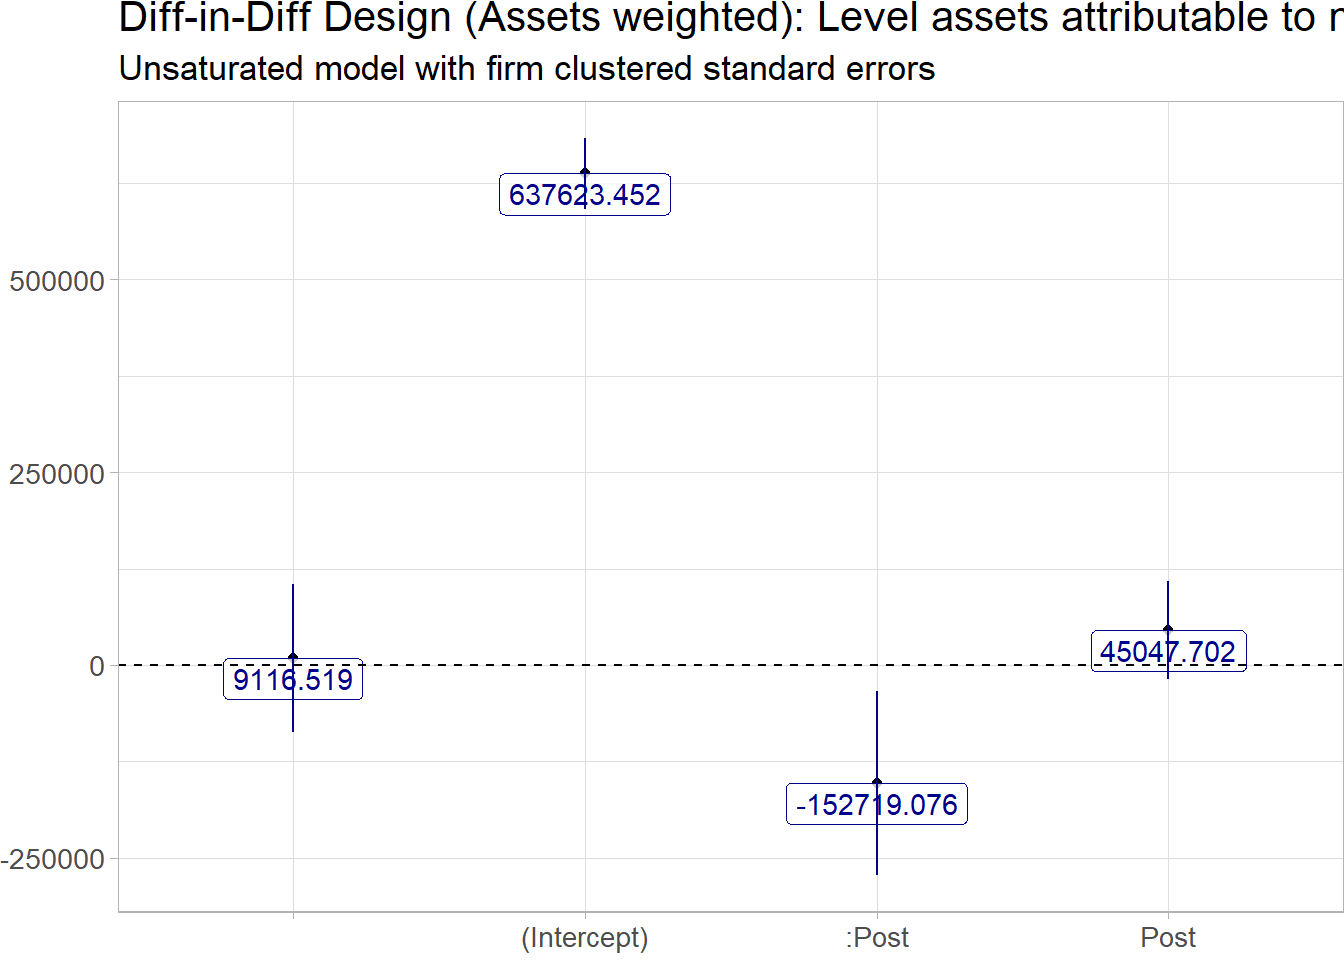 Diff-in-Diff Design (Assets weighted): Level assets attributable to
Unsaturated model with firm clustered standard errors
637623.452
500000
250000
0
9116.519
45047.702
-152719.076
-250000
(Intercept)
:Post
Post